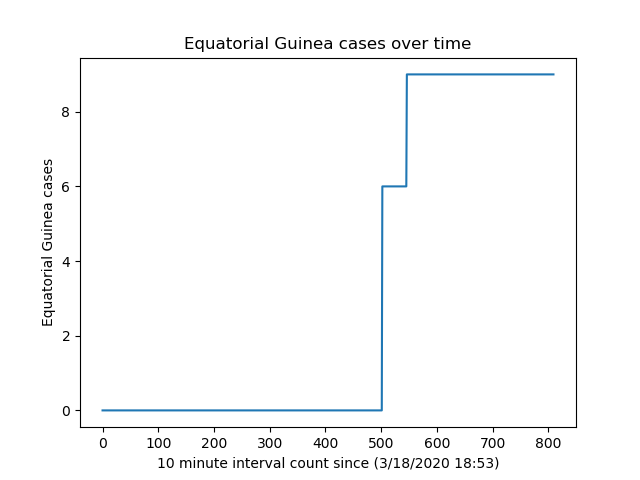 Equatorial Guinea cases over time
Equatorial Guinea cases
8
6
4
2
0
0 100 200 300 400 500 600 700 800
10 minute interval count since (3/18/2020 18:53)